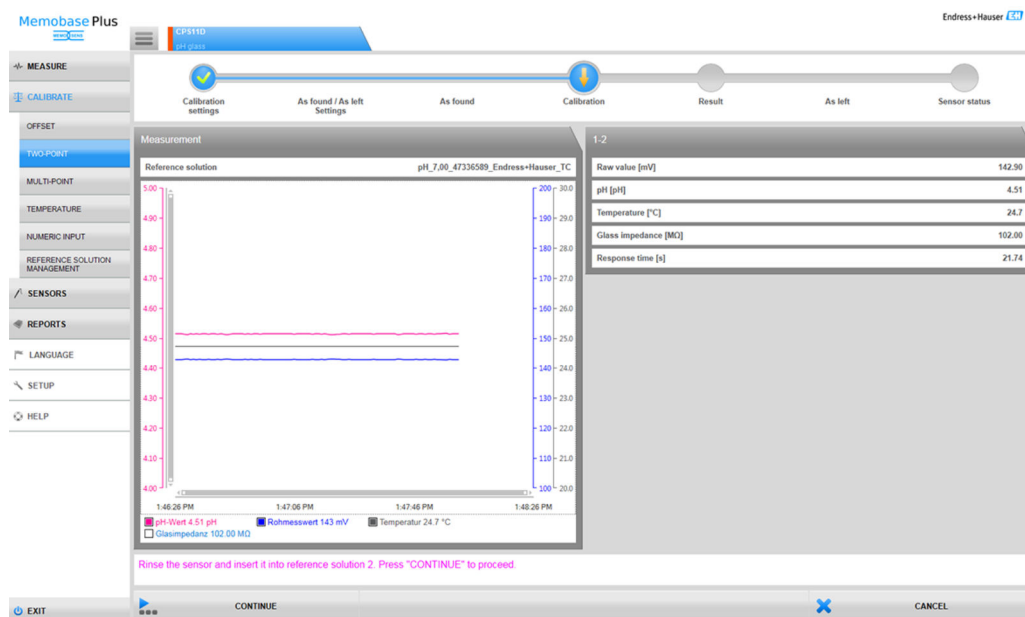 Memobase Plus
MEMOSENS
Endress+Hauser EH
CPS11D
pH glass
MEASURE
CALIBRATE
OFFSET
TWO-POINT
MULTI-POINT
TEMPERATURE
NUMERIC INPUT
REFERENCE SOLUTION
MANAGEMENT
SENSORS
REPORTS
LANGUAGE
SETUP
HELP
EXIT
Calibration
settings
As found / As left
Settings
As found
Calibration
Result
As left
Sensor status
Measurement
Reference solution pH_7,00_47336589_Endress+Hauser_TC
5.00 200 30.0
4.90 190 29.0
4.80 180 28.0
4.70 170 27.0
4.60 160 26.0
4.50 150 25.0
4.40 140 24.0
4.30 130 23.0
4.20 120 22.0
4.10 110 21.0
4.00 100 20.0
1:46:26 PM 1:47:06 PM 1:47:46 PM 1:48:26 PM
pH-Wert 4.51 pH Rohmesswert 143 mV Temperatur 24.7 °C
Glasimpedanz 102.00 MΩ
1-2
Raw value [mV] 142.90
pH [pH] 4.51
Temperature [°C] 24.7
Glass impedance [MΩ] 102.00
Response time [s] 21.74
Rinse the sensor and insert it into reference solution 2. Press "CONTINUE" to proceed.
CONTINUE
CANCEL